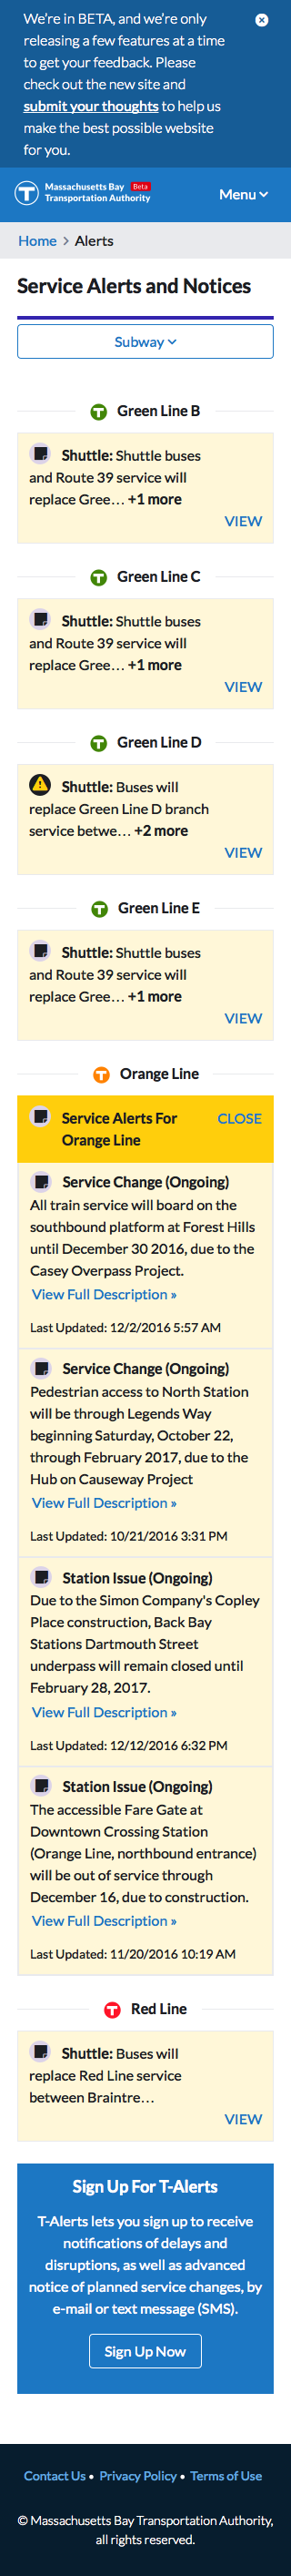 We're in BETA, and we're only
releasing a few features at a time
to get your feedback. Please
check out the new site and
submit your thoughts to help us
make the best possible website
for you.
Massachusetts Bay Beta
Transportation Authority
Menu
Home > Alerts
Service Alerts and Notices
Subway
T Green Line B
Shuttle: Shuttle buses
and Route 39 service will
replace Gree… +1 more
VIEW
T Green Line C
Shuttle: Shuttle buses
and Route 39 service will
replace Gree… +1 more
VIEW
T Green Line D
Shuttle: Buses will
replace Green Line D branch
service betwe… +2 more
VIEW
T Green Line E
Shuttle: Shuttle buses
and Route 39 service will
replace Gree… +1 more
VIEW
T Orange Line
Service Alerts For CLOSE
Orange Line
Service Change (Ongoing)
All train service will board on the
southbound platform at Forest Hills
until December 30 2016, due to the
Casey Overpass Project.
View Full Description »
Last Updated: 12/2/2016 5:57 AM
Service Change (Ongoing)
Pedestrian access to North Station
will be through Legends Way
beginning Saturday, October 22,
through February 2017, due to the
Hub on Causeway Project
View Full Description »
Last Updated: 10/21/2016 3:31 PM
Station Issue (Ongoing)
Due to the Simon Company's Copley
Place construction, Back Bay
Stations Dartmouth Street
underpass will remain closed until
February 28, 2017.
View Full Description »
Last Updated: 12/12/2016 6:32 PM
Station Issue (Ongoing)
The accessible Fare Gate at
Downtown Crossing Station
(Orange Line, northbound entrance)
will be out of service through
December 16, due to construction.
View Full Description »
Last Updated: 11/20/2016 10:19 AM
T Red Line
Shuttle: Buses will
replace Red Line service
between Braintre…
VIEW
Sign Up For T-Alerts
T-Alerts lets you sign up to receive
notifications of delays and
disruptions, as well as advanced
notice of planned service changes, by
e-mail or text message (SMS).
Sign Up Now
Contact Us • Privacy Policy • Terms of Use
© Massachusetts Bay Transportation Authority,
all rights reserved.